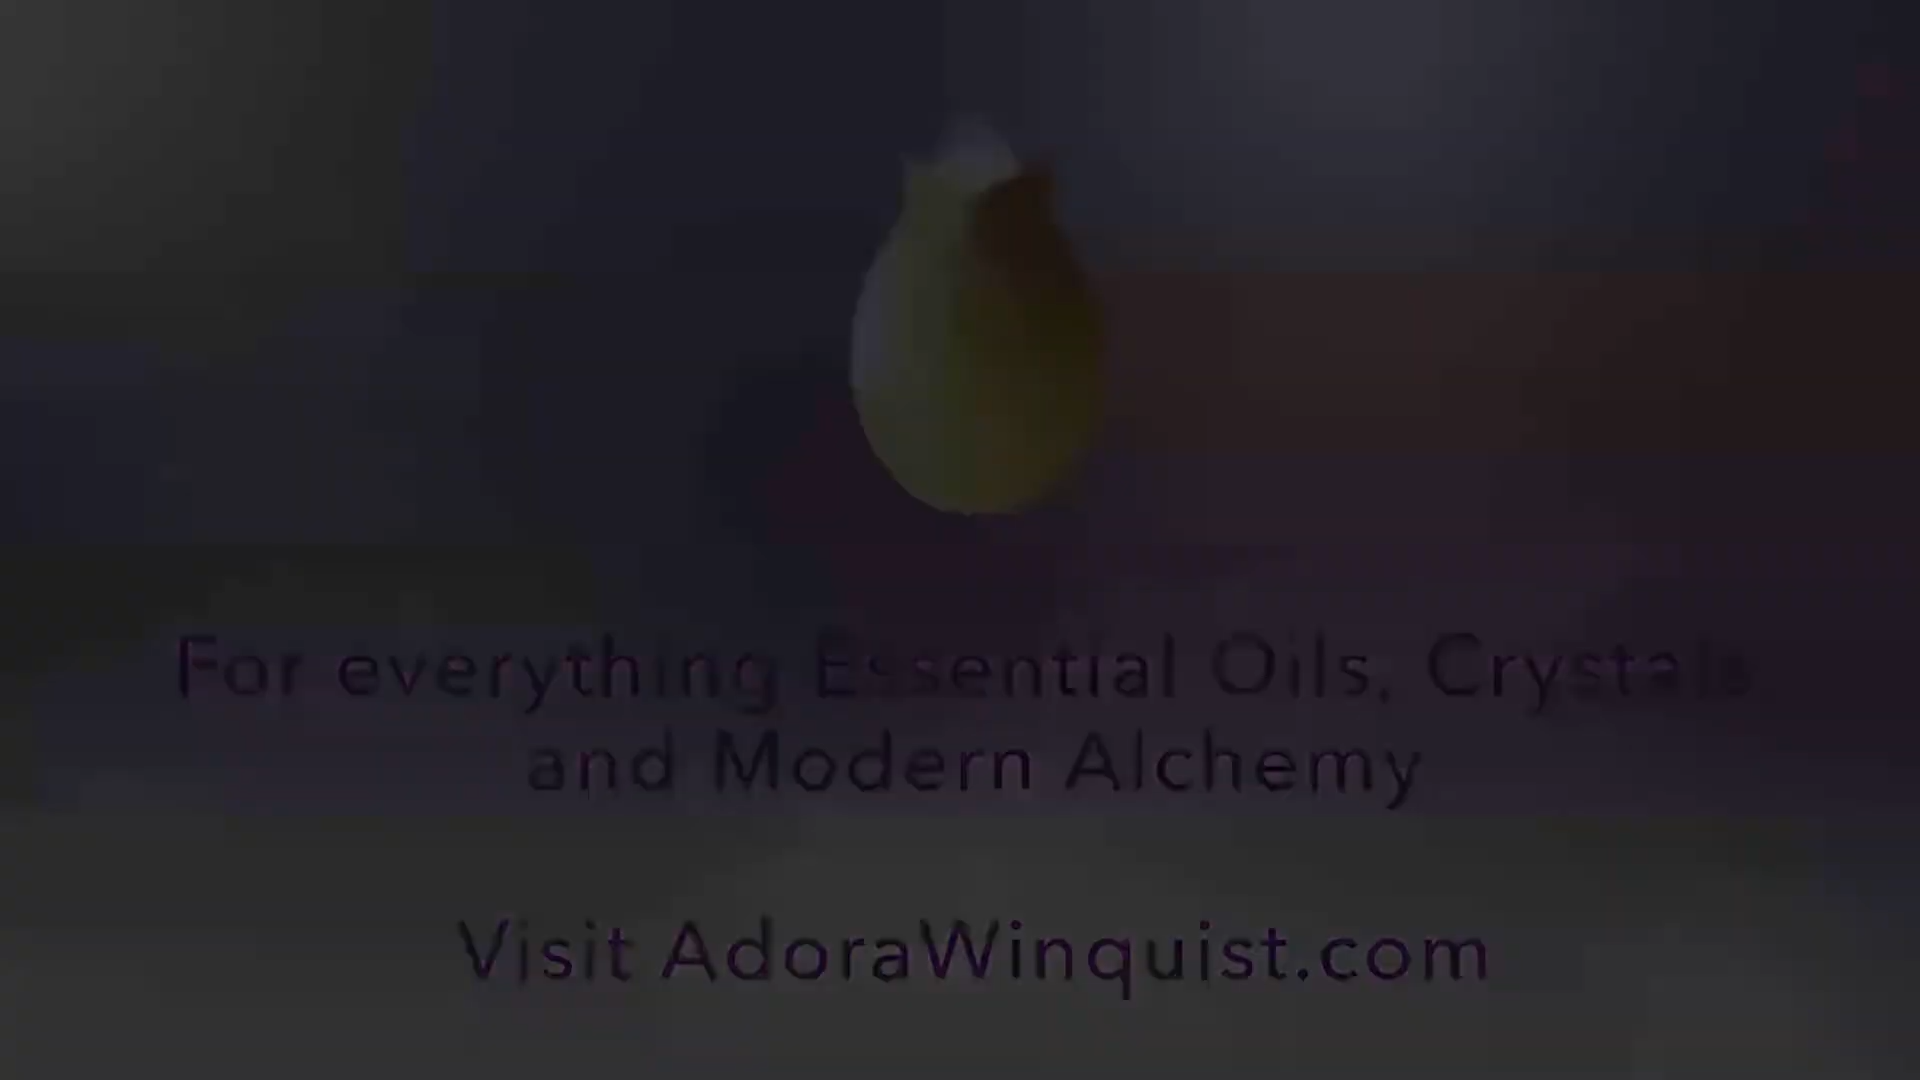 For everything Essential Oils, Crystals
and Modern Alchemy
Visit AdoraWinquist.com